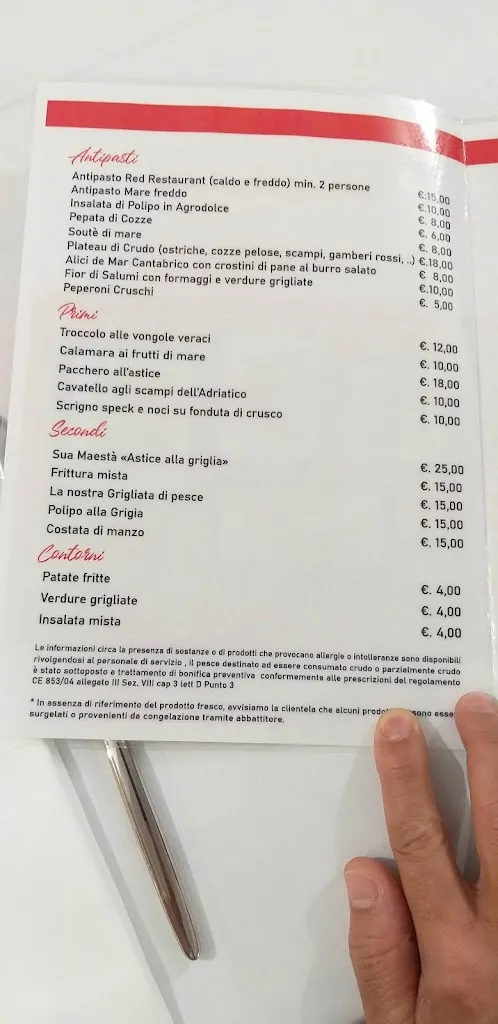 Antipasti
Antipasto Red Restaurant (caldo e freddo) min. 2 persone €.15,00
Antipasto Mare freddo €.10,00
Insalata di Polipo in Agrodolce €. 8,00
Pepata di Cozze €. 6,00
Soutè di mare €. 8,00
Plateau di Crudo (ostriche, cozze pelose, scampi, gamberi rossi, ..) €.18,00
Alici de Mar Cantabrico con crostini di pane al burro salato €. 8,00
Fior di Salumi con formaggi e verdure grigliate €.10,00
Peperoni Cruschi €. 5,00
Primi
Troccolo alle vongole veraci €. 12,00
Calamara ai frutti di mare €. 10,00
Pacchero all'astice €. 18,00
Cavatello agli scampi dell'Adriatico €. 10,00
Scrigno speck e noci su fonduta di crusco €. 10,00
Secondi
Sua Maestà «Astice alla griglia» €. 25,00
Frittura mista €. 15,00
La nostra Grigliata di pesce €. 15,00
Polipo alla Grigia €. 15,00
Costata di manzo €. 15,00
Contorni
Patate fritte €. 4,00
Verdure grigliate €. 4,00
Insalata mista €. 4,00
Le informazioni circa la presenza di sostanze o di prodotti che provocano allergie o intolleranze sono disponibili
rivolgendosi al personale di servizio , il pesce destinato ad essere consumato crudo o parzialmente crudo
è stato sottoposto a trattamento di bonifica preventiva conformemente alle prescrizioni del regolamento
CE 853/04 allegato III Sez. VIII cap 3 lett D Punto 3
* In assenza di riferimento del prodotto fresco, avvisiamo la clientela che alcuni
surgelati o provenienti da congelazione tramite abbattitore.